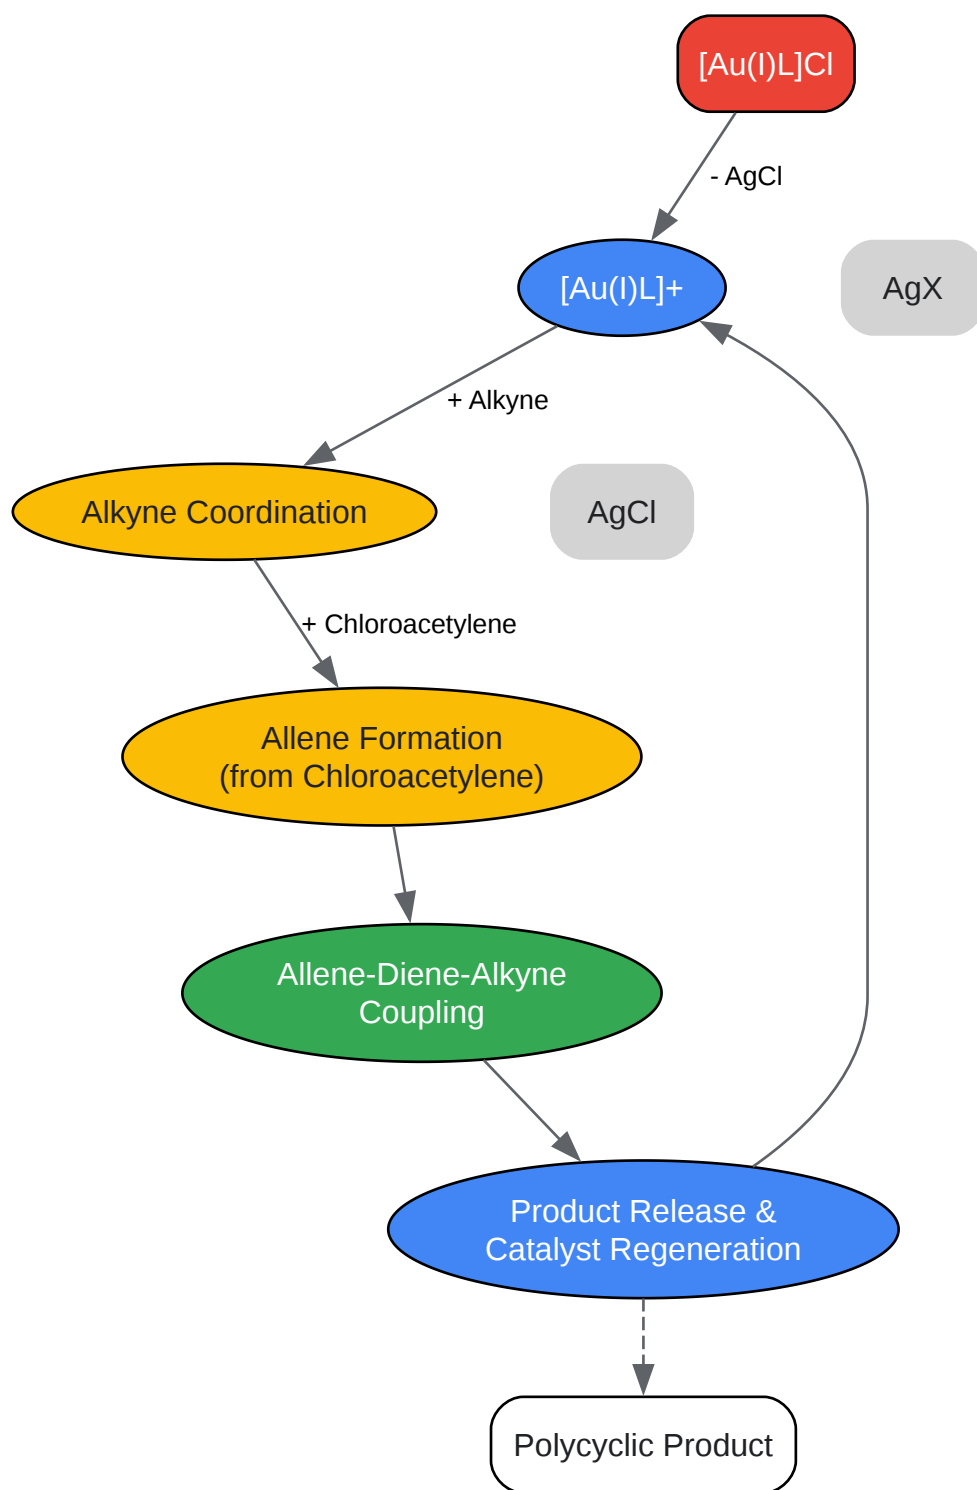 [Au(I)L]Cl
- AgCl
[Au(I)L]+
AgX
+ Alkyne
Alkyne Coordination
AgCl
+ Chloroacetylene
Allene Formation
(from Chloroacetylene)
Allene-Diene-Alkyne
Coupling
Product Release &
Catalyst Regeneration
Polycyclic Product